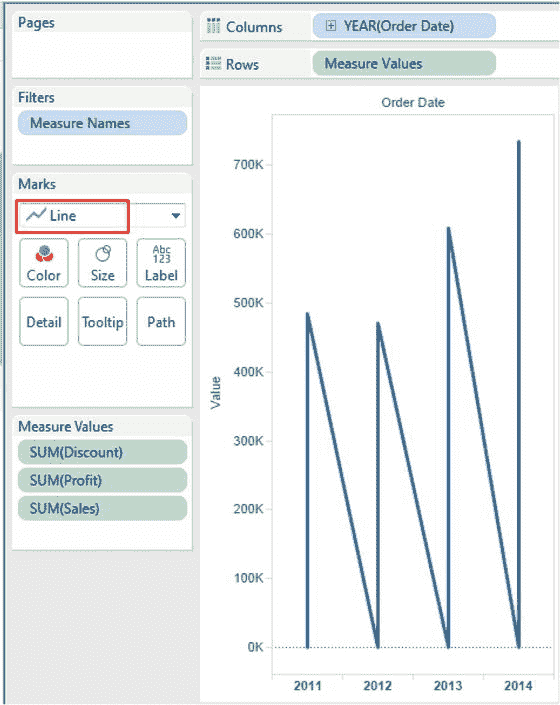 Pages
Columns
YEAR(Order Date)
Rows
Measure Values
Filters
Measure Names
Marks
Line
Color
Size
Abc
123
Label
Detail
Tooltip
Path
Measure Values
SUM(Discount)
SUM(Profit)
SUM(Sales)
Order Date
700K
600K
500K
400K
300K
200K
100K
0K
Value
2011
2012
2013
2014